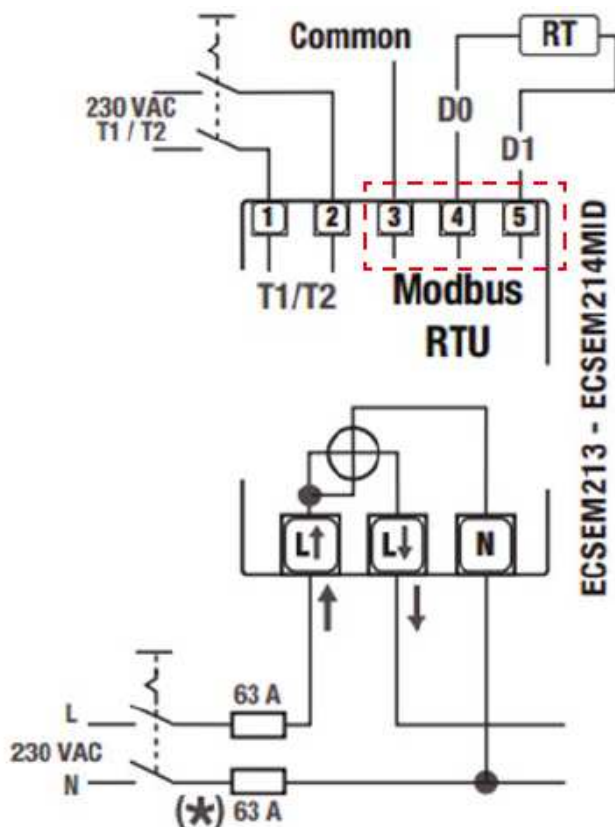 Common
RT
230 VAC
T1 / T2
D0
D1
1 2 3 4 5
T1/T2
Modbus
RTU
ECSEM213 - ECSEM214MID
L↑ L↓ N
63 A
L
230 VAC
N
(*) 63 A